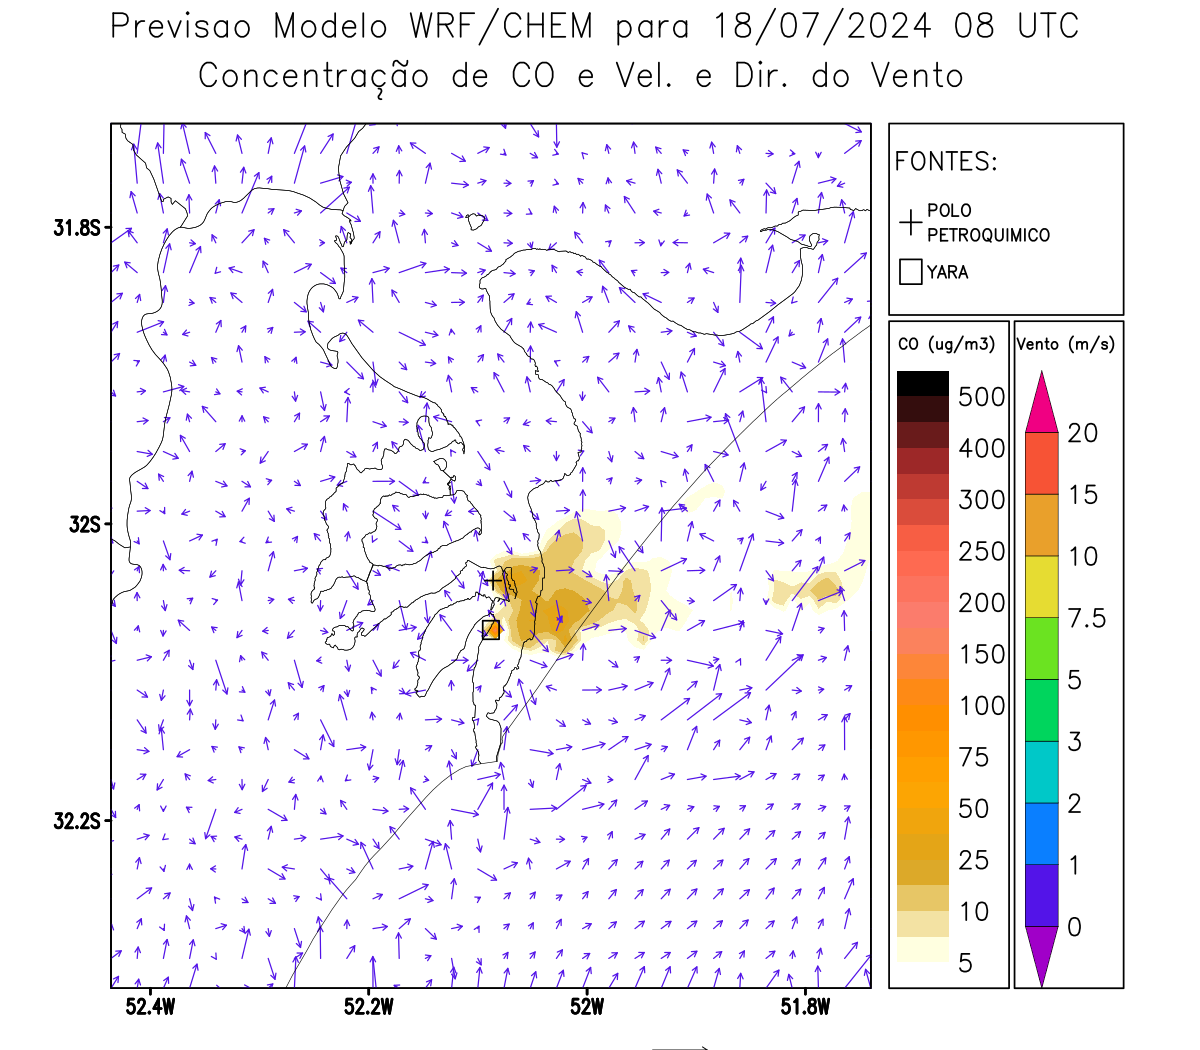 Previsao Modelo WRF/CHEM para 18/07/2024 08 UTC
Concentração de CO e Vel. e Dir. do Vento
FONTES:
POLO
PETROQUIMICO
YARA
CO (ug/m3)
500
400
300
250
200
150
100
75
50
25
10
5
Vento (m/s)
20
15
10
7.5
5
3
2
1
0
31.8S
32S
32.2S
52.4W
52.2W
52W
51.8W